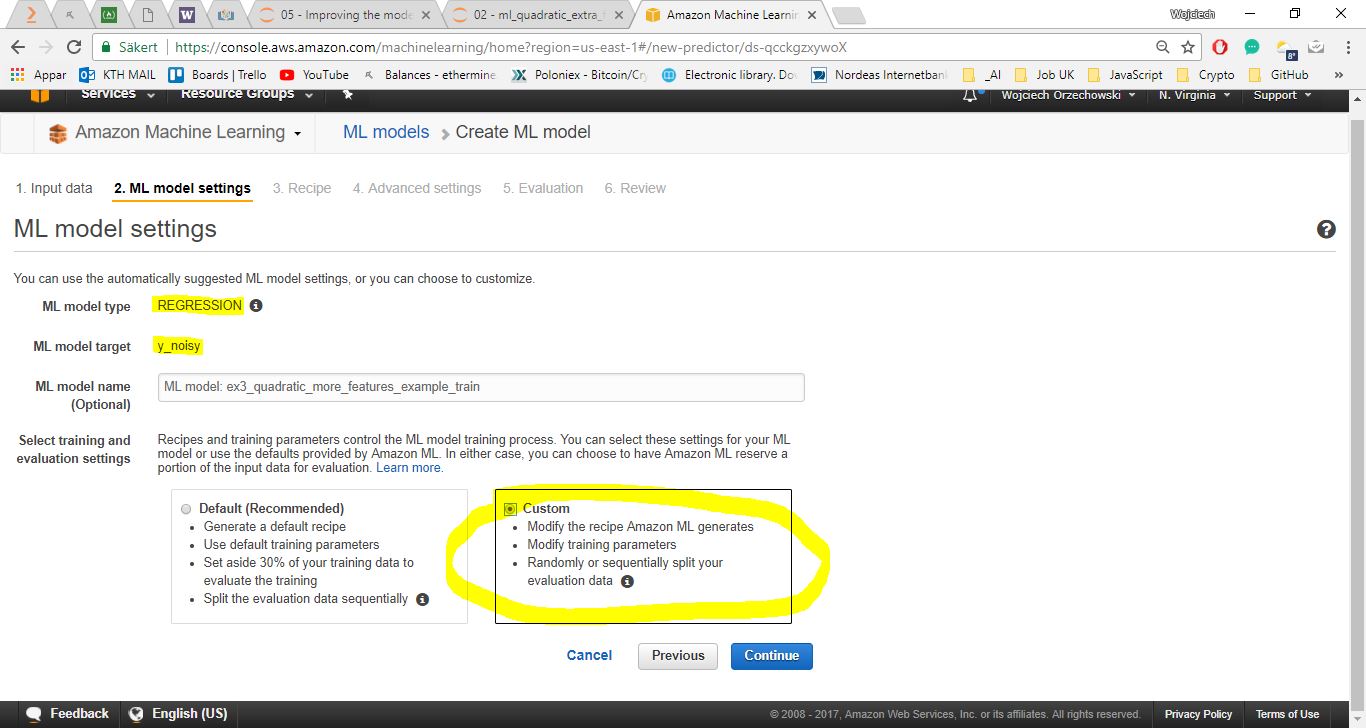 05 - Improving the mode
02 - ml_quadratic_extra_f
Amazon Machine Learnin
Wojciech
Säkert
https://console.aws.amazon.com/machinelearning/home?region=us-east-1#/new-predictor/ds-qcckgzxywoX
8°
Appar
KTH MAIL
Boards | Trello
YouTube
Balances - ethermine
Poloniex - Bitcoin/Cry
Electronic library. Do
Nordeas Internetbank
_AI
Job UK
JavaScript
Crypto
GitHub
»
Services
Resource Groups
Wojciech Orzechowski
N. Virginia
Support
Amazon Machine Learning
ML models
Create ML model
1. Input data
2. ML model settings
3. Recipe
4. Advanced settings
5. Evaluation
6. Review
ML model settings
You can use the automatically suggested ML model settings, or you can choose to customize.
ML model type
REGRESSION
ML model target
y_noisy
ML model name
(Optional)
ML model: ex3_quadratic_more_features_example_train
Select training and
evaluation settings
Recipes and training parameters control the ML model training process. You can select these settings for your ML
model or use the defaults provided by Amazon ML. In either case, you can choose to have Amazon ML reserve a
portion of the input data for evaluation. Learn more.
Default (Recommended)
• Generate a default recipe
• Use default training parameters
• Set aside 30% of your training data to
evaluate the training
• Split the evaluation data sequentially
Custom
• Modify the recipe Amazon ML generates
• Modify training parameters
• Randomly or sequentially split your
evaluation data
Cancel
Previous
Continue
Feedback
English (US)
© 2008 - 2017, Amazon Web Services, Inc. or its affiliates. All rights reserved.
Privacy Policy
Terms of Use